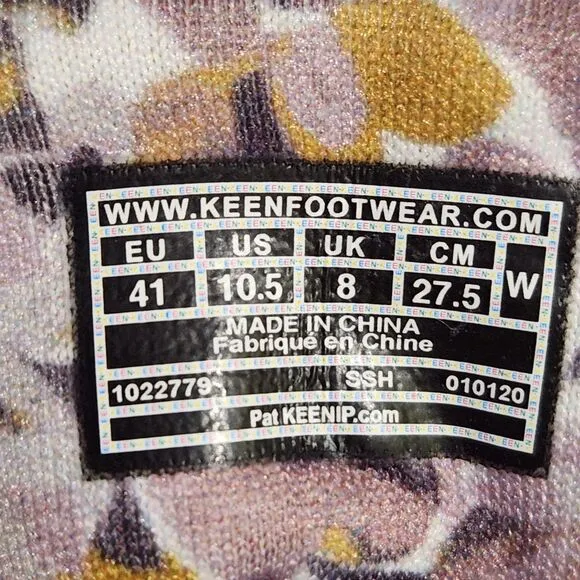 WWW.KEENFOOTWEAR.COM
EU US UK CM W
41 10.5 8 27.5
MADE IN CHINA
Fabriqué en Chine
1022779 SSH 010120
Pat KEENIP.com